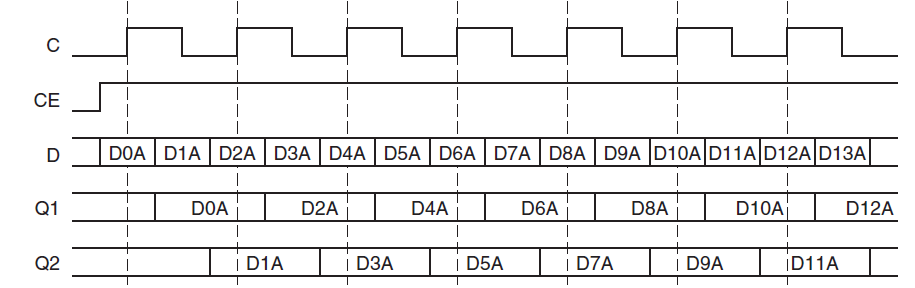 C
CE
D D0A D1A D2A D3A D4A D5A D6A D7A D8A D9A D10A D11A D12A D13A
Q1 D0A D2A D4A D6A D8A D10A D12A
Q2 D1A D3A D5A D7A D9A D11A